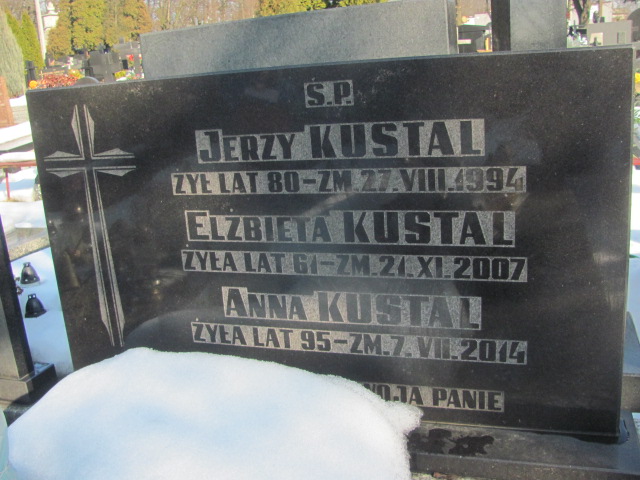 S.P.
JERZY KUSTAL
ŻYŁ LAT 80-ZM.27.VIII.1994
ELŻBIETA KUSTAL
ŻYŁA LAT 61-ZM.21.XI.2007
ANNA KUSTAL
ŻYŁA LAT 95-ZM.7.VII.2014
WOJA PANIE